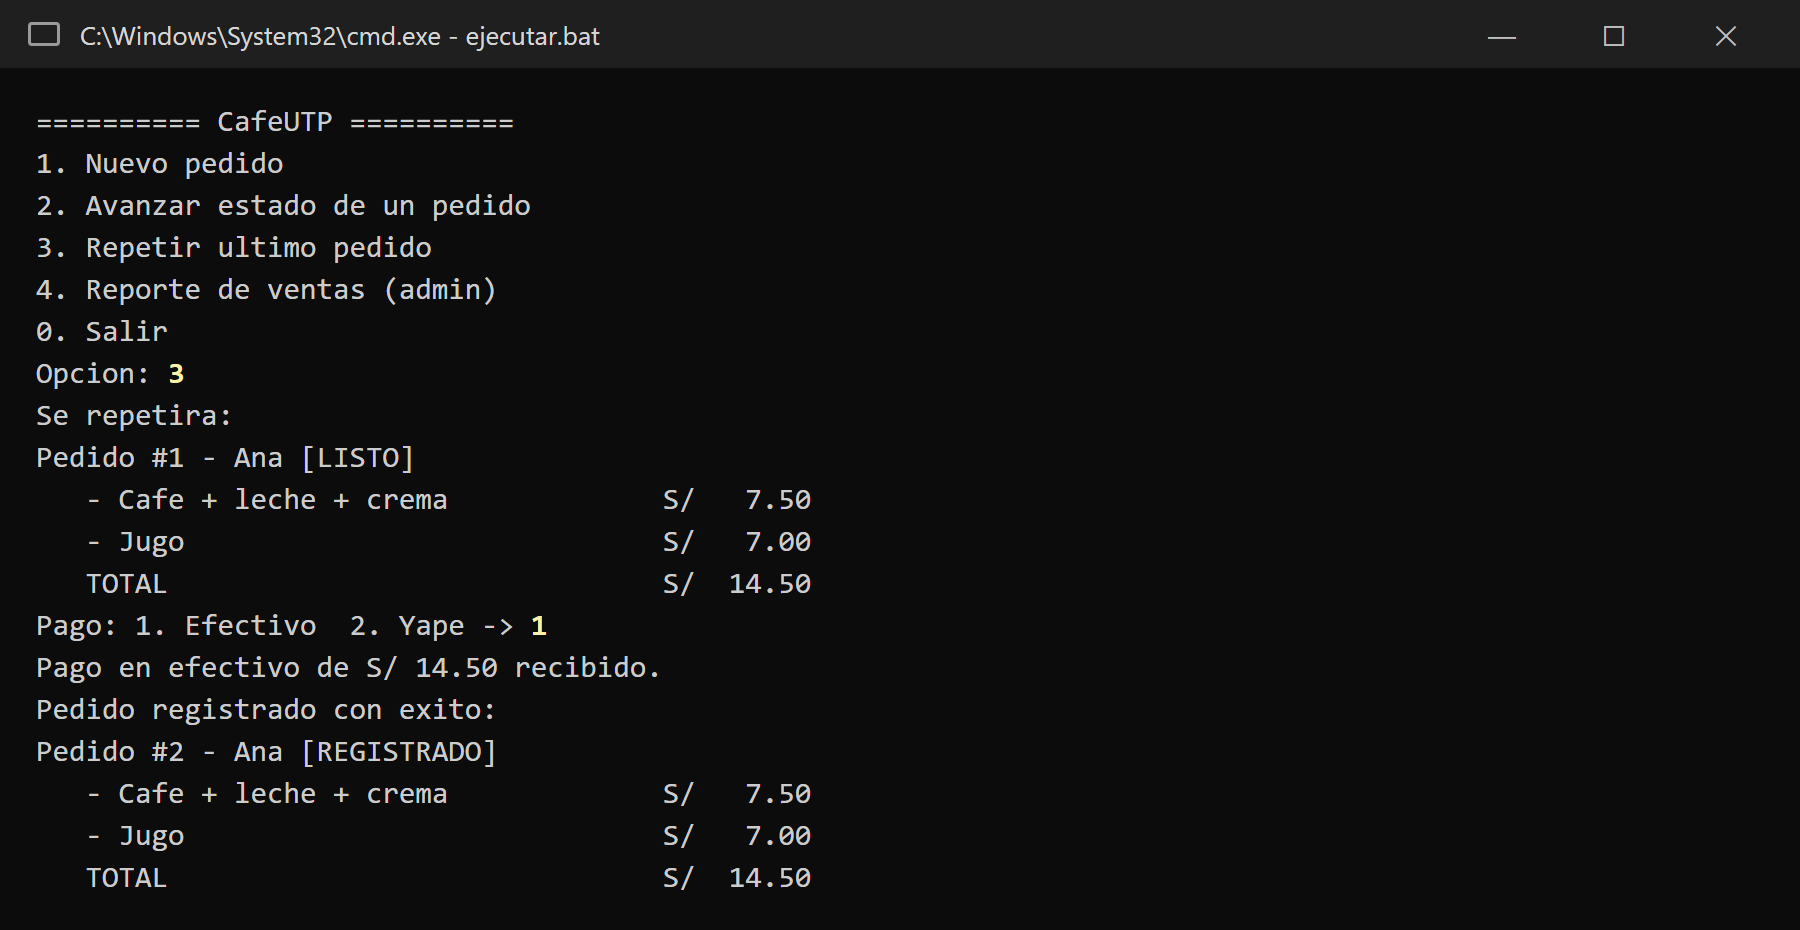 C:\Windows\System32\cmd.exe - ejecutar.bat
========== CafeUTP ==========
1. Nuevo pedido
2. Avanzar estado de un pedido
3. Repetir ultimo pedido
4. Reporte de ventas (admin)
0. Salir
Opcion: 3
Se repetira:
Pedido #1 - Ana [LISTO]
   - Cafe + leche + crema             S/   7.50
   - Jugo                             S/   7.00
   TOTAL                              S/  14.50
Pago: 1. Efectivo  2. Yape -> 1
Pago en efectivo de S/ 14.50 recibido.
Pedido registrado con exito:
Pedido #2 - Ana [REGISTRADO]
   - Cafe + leche + crema             S/   7.50
   - Jugo                             S/   7.00
   TOTAL                              S/  14.50